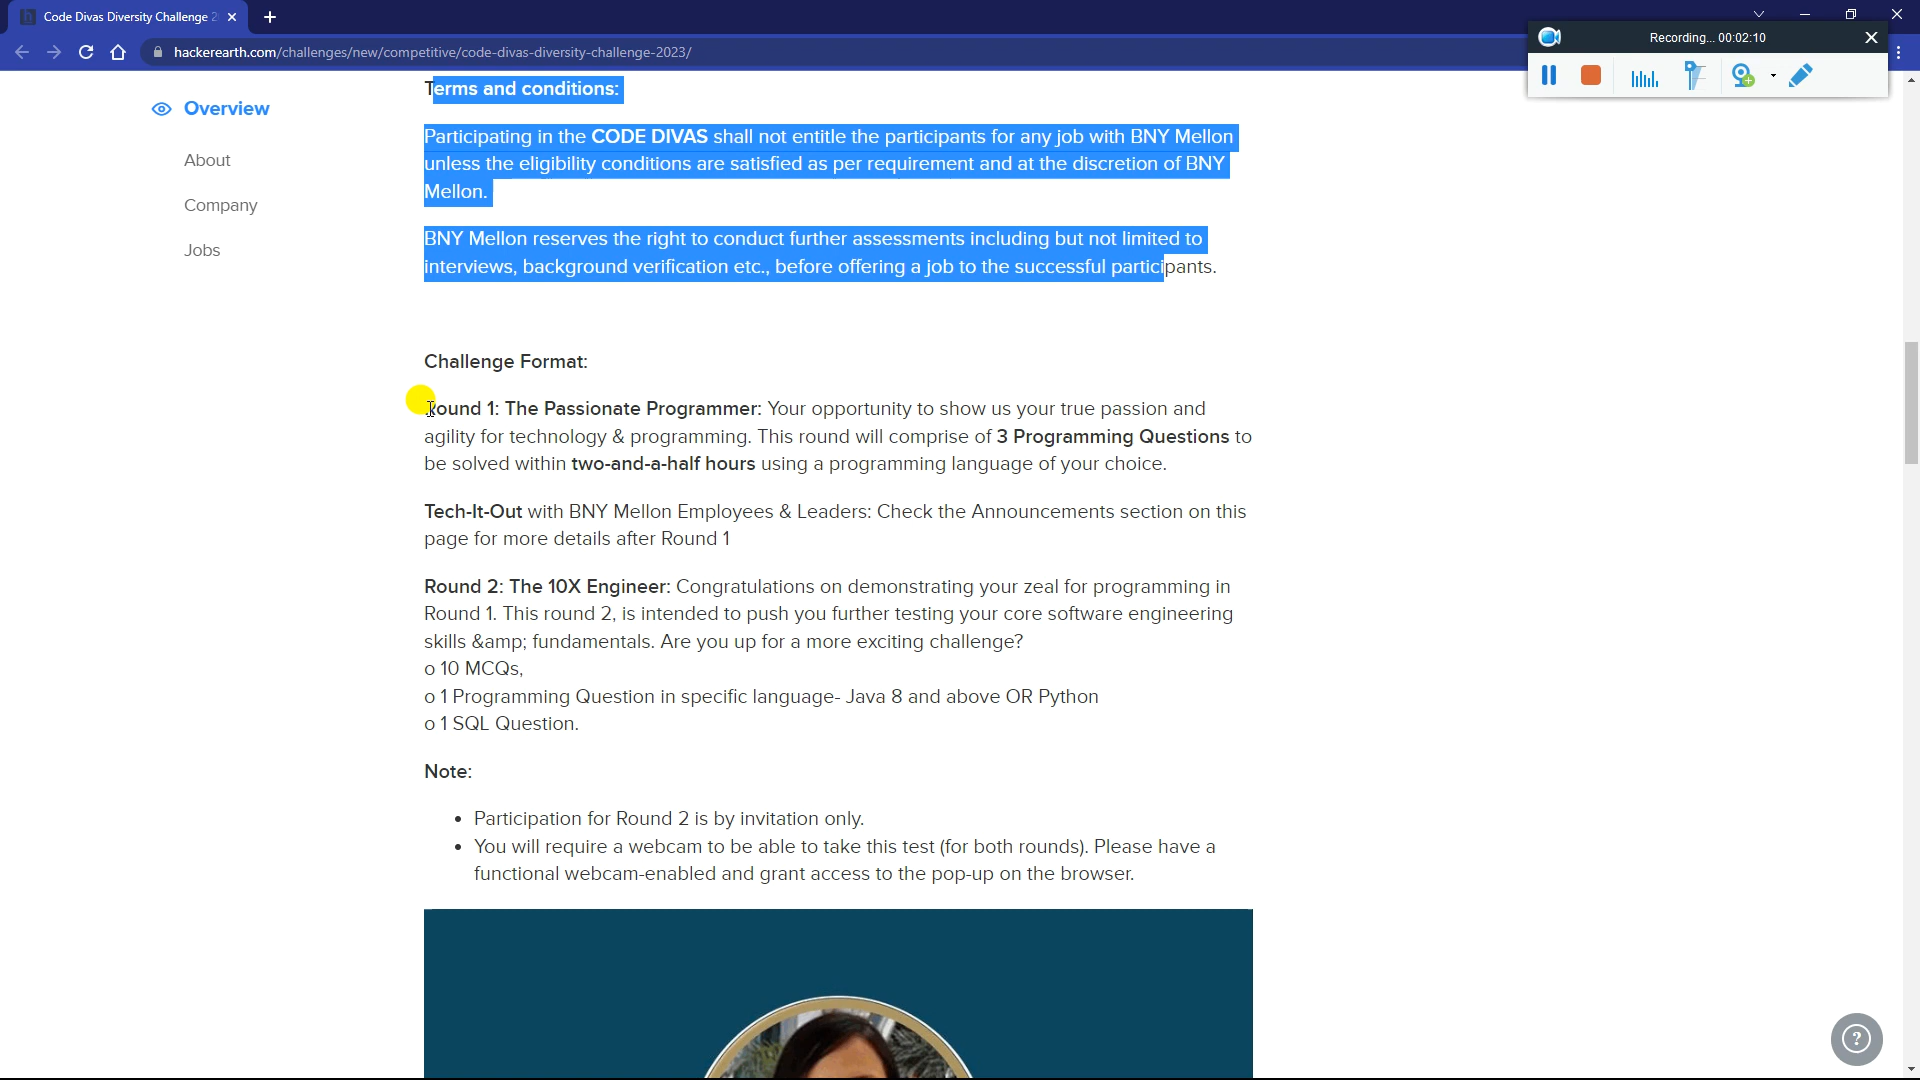 Code Divas Diversity Challenge 2
hackerearth.com/challenges/new/competitive/code-divas-diversity-challenge-2023/
Recording... 00:02:10
Overview
About
Company
Jobs
Terms and conditions:
Participating in the CODE DIVAS shall not entitle the participants for any job with BNY Mellon
unless the eligibility conditions are satisfied as per requirement and at the discretion of BNY
Mellon.
BNY Mellon reserves the right to conduct further assessments including but not limited to
interviews, background verification etc., before offering a job to the successful participants.
Challenge Format:
Round 1: The Passionate Programmer: Your opportunity to show us your true passion and
agility for technology & programming. This round will comprise of 3 Programming Questions to
be solved within two-and-a-half hours using a programming language of your choice.
Tech-It-Out with BNY Mellon Employees & Leaders: Check the Announcements section on this
page for more details after Round 1
Round 2: The 10X Engineer: Congratulations on demonstrating your zeal for programming in
Round 1. This round 2, is intended to push you further testing your core software engineering
skills &amp; fundamentals. Are you up for a more exciting challenge?
o 10 MCQs,
o 1 Programming Question in specific language- Java 8 and above OR Python
o 1 SQL Question.
Note:
• Participation for Round 2 is by invitation only.
• You will require a webcam to be able to take this test (for both rounds). Please have a
functional webcam-enabled and grant access to the pop-up on the browser.
?